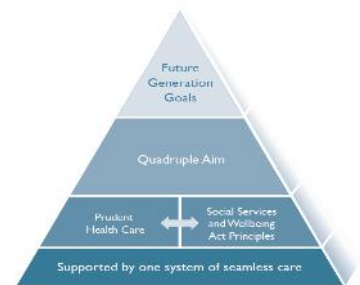 Future
Generation
Goals
Quadruple Aim
Prudent
Health Care
Social Services
and Wellbeing
Act Principles
Supported by one system of seamless care